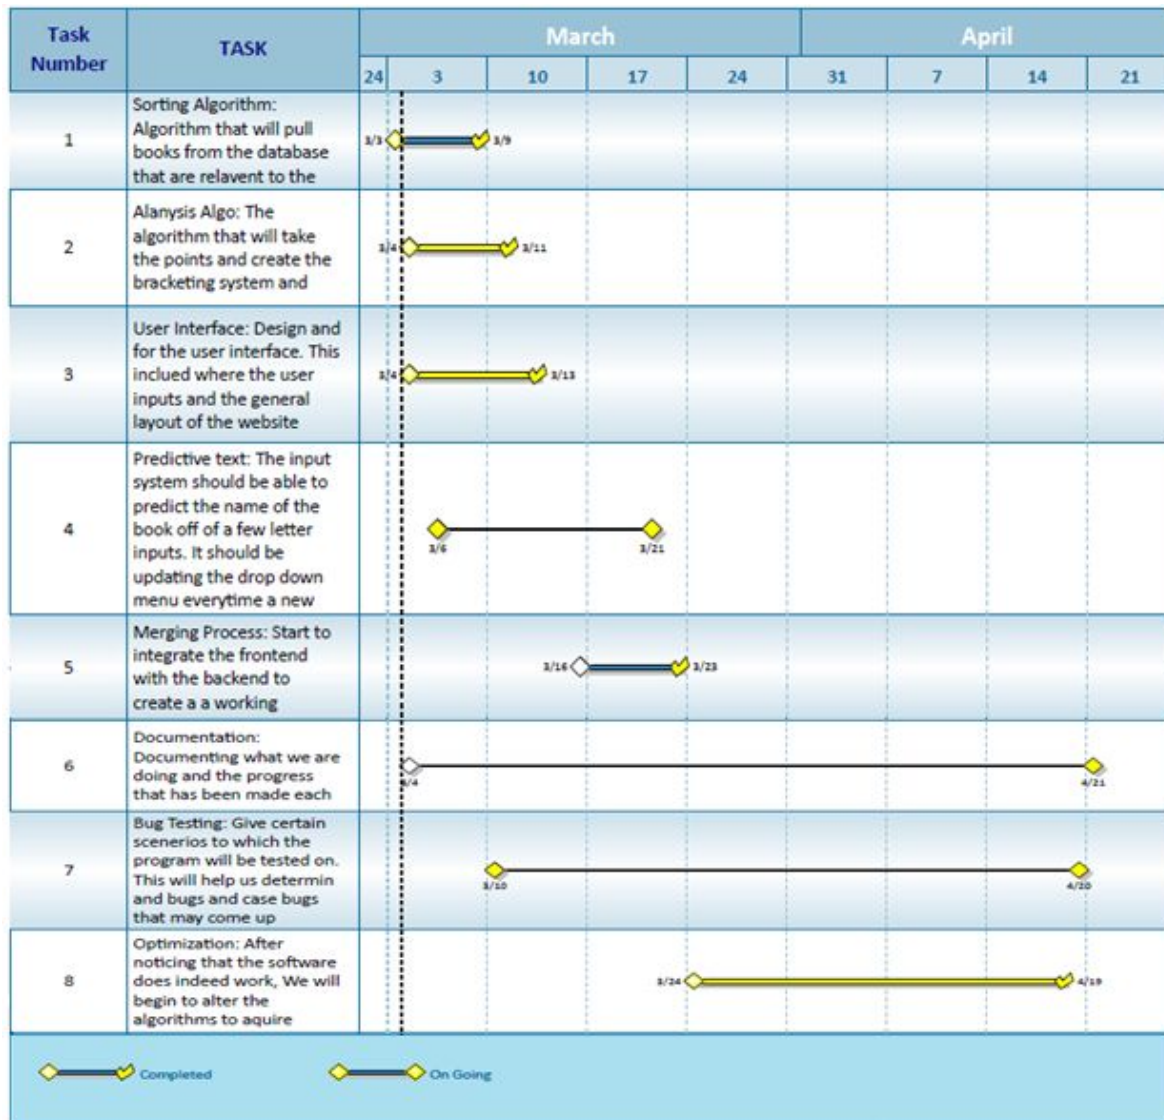 Task Number
TASK
March
April
24
3
10
17
24
31
7
14
21
1
Sorting Algorithm:
Algorithm that will pull
books from the database
that are relavent to the
3/3
3/9
2
Alanysis Algo: The
algorithm that will take
the points and create the
bracketing system and
3/4
3/11
3
User Interface: Design and
for the user interface. This
inclued where the user
inputs and the general
layout of the website
3/4
3/13
4
Predictive text: The input
system should be able to
predict the name of the
book off of a few letter
inputs. It should be
updating the drop down
menu everytime a new
3/6
3/21
5
Merging Process: Start to
integrate the frontend
with the backend to
create a a working
3/16
3/23
6
Documentation:
Documenting what we are
doing and the progress
that has been made each
4/21
7
Bug Testing: Give certain
scenerios to which the
program will be tested on.
This will help us determin
and bugs and case bugs
that may come up
3/10
4/20
8
Optimization: After
noticing that the software
does indeed work, We will
begin to alter the
algorithms to aquire
3/24
4/19
Completed
On Going